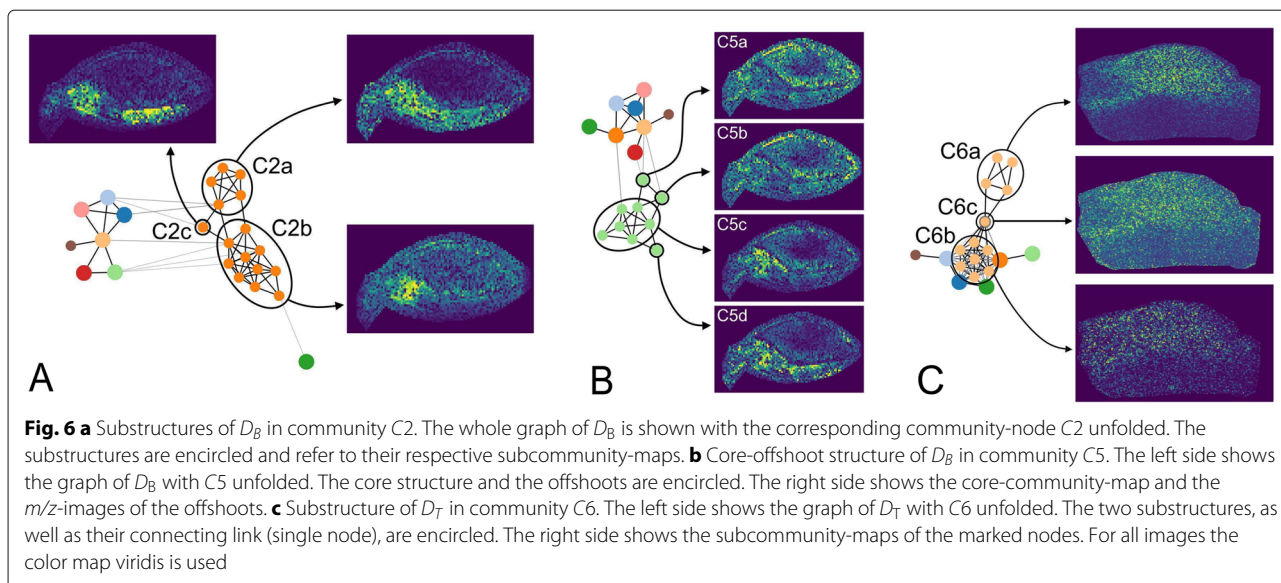 C2a
C2c
C2b
A
C5a
C5b
C5c
C5d
B
C6a
C6c
C6b
C
Fig. 6 a Substructures of D_B in community C2. The whole graph of D_B is shown with the corresponding community-node C2 unfolded. The
substructures are encircled and refer to their respective subcommunity-maps. b Core-offshoot structure of D_B in community C5. The left side shows
the graph of D_B with C5 unfolded. The core structure and the offshoots are encircled. The right side shows the core-community-map and the
m/z-images of the offshoots. c Substructure of D_T in community C6. The left side shows the graph of D_T with C6 unfolded. The two substructures, as
well as their connecting link (single node), are encircled. The right side shows the subcommunity-maps of the marked nodes. For all images the
color map viridis is used